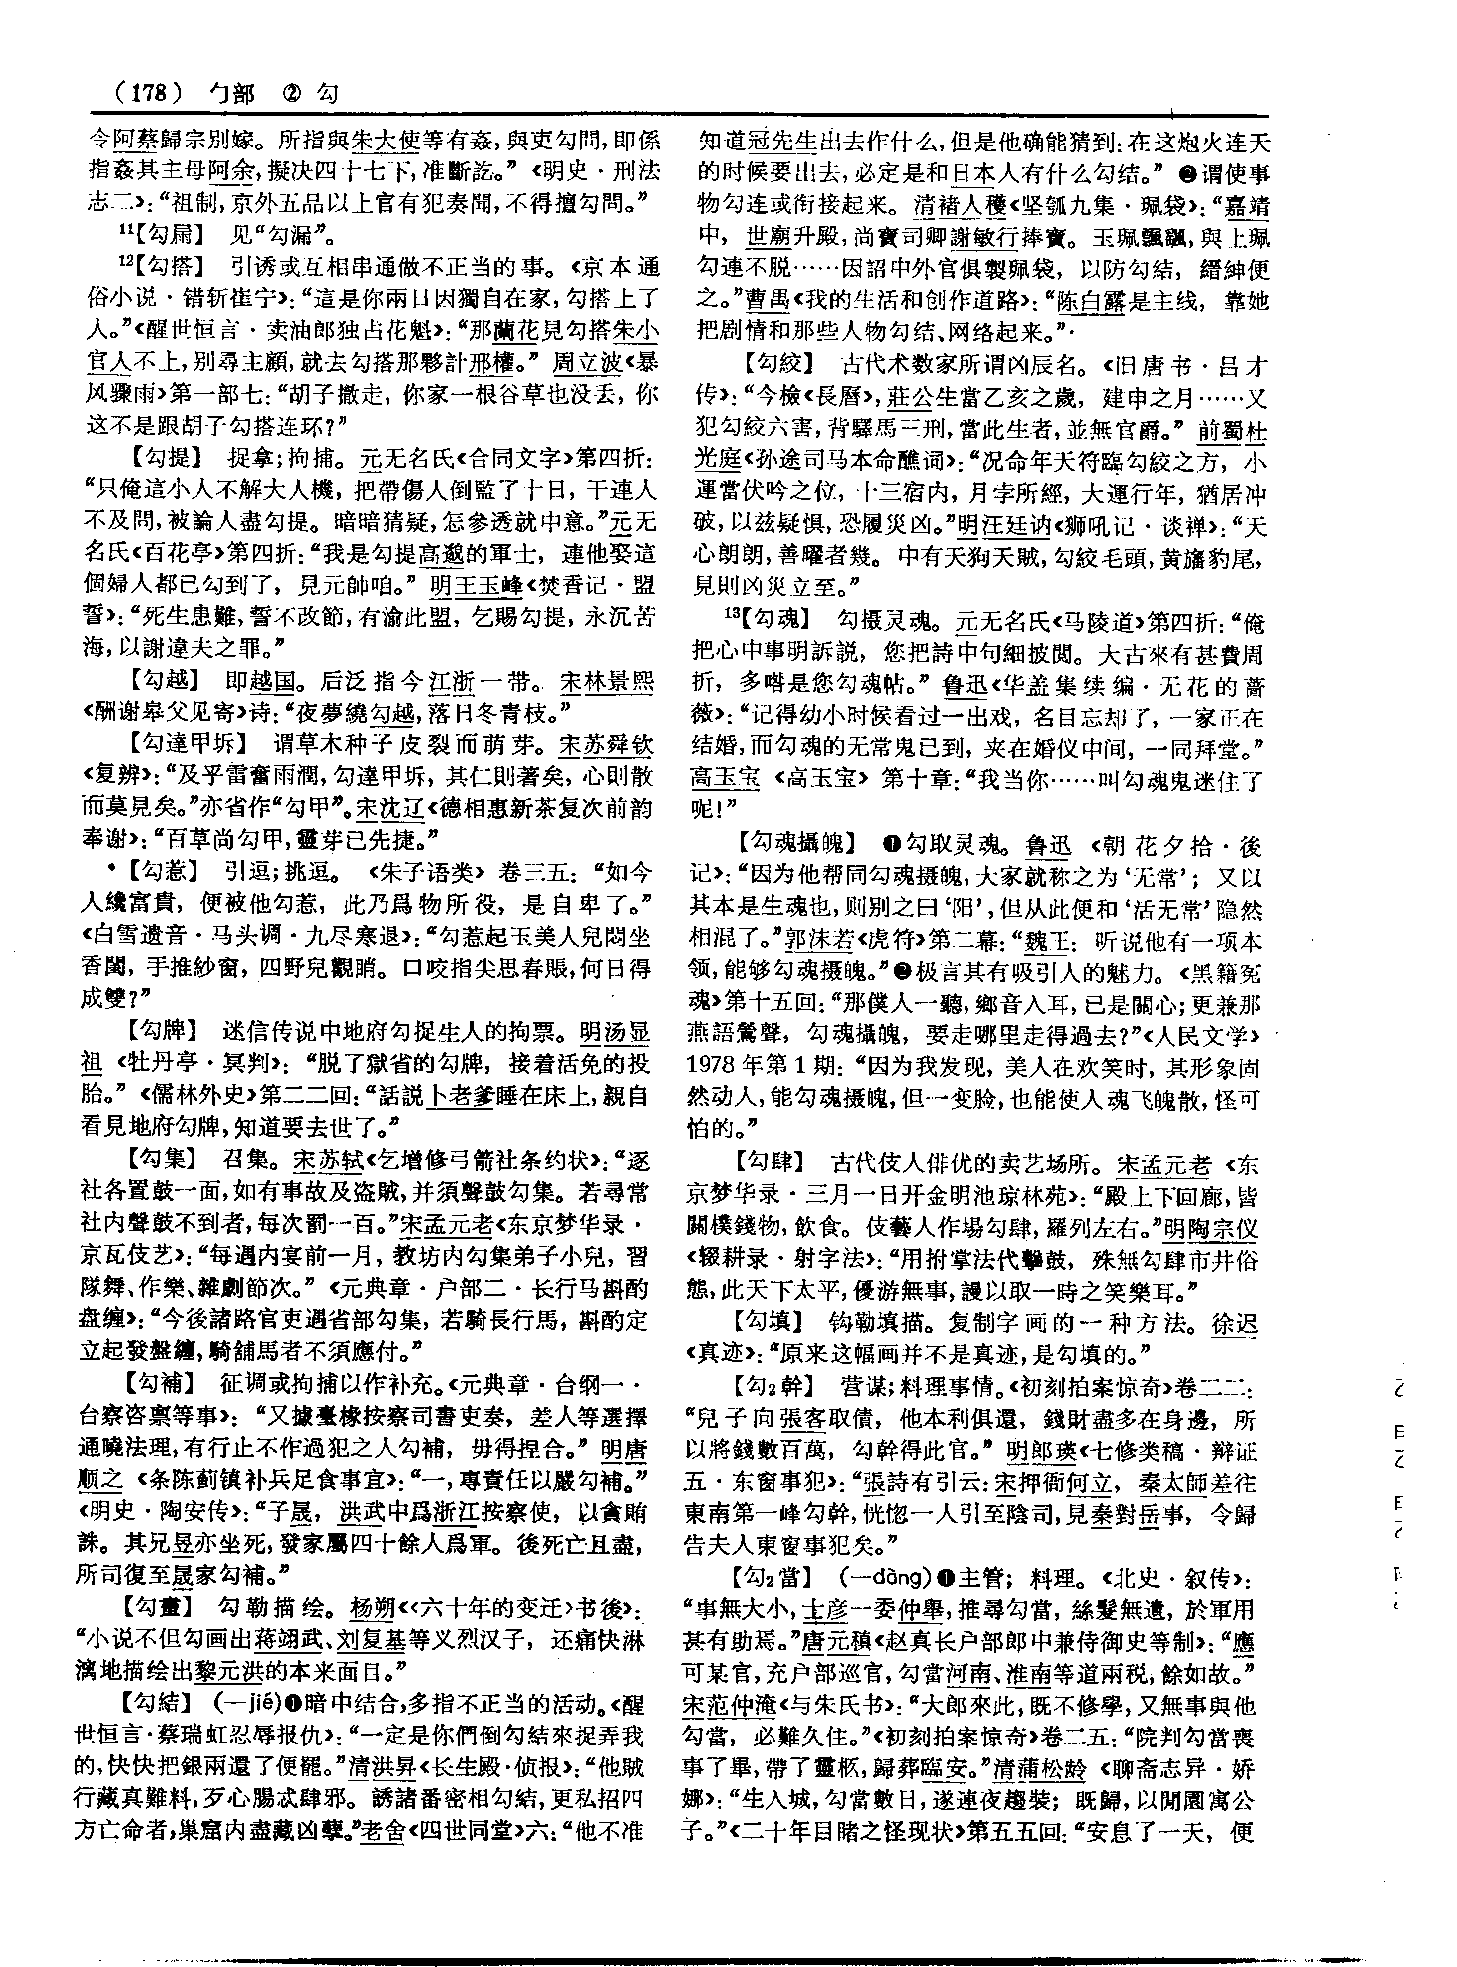 （178） 勹部 ② 勾
令阿蔡歸宗别嫁。所指與朱大使等有姦，與吏勾問，即係
指姦其主母阿余，擬决四十七下，准斷訖。”《明史·刑法
志二》：“祖制，京外五品以上官有犯奏聞，不得擅勾問。”
11【勾屚】 见“勾漏”。
12【勾搭】 引诱或互相串通做不正当的事。《京本通
俗小说·错斩崔宁》：“這是你兩日因獨自在家，勾搭上了
人。”《醒世恒言·卖油郎独占花魁》：“那蘭花見勾搭朱小
官人不上，别尋主顧，就去勾搭那夥計邢權。” 周立波《暴
风骤雨》第一部七：“胡子撒走，你家一根谷草也没丢，你
这不是跟胡子勾搭连环？”
【勾提】 捉拿；拘捕。元无名氏《合同文字》第四折：
“只俺這小人不解大人機，把帶傷人倒監了十日，干連人
不及問，被論人盡勾提。暗暗猜疑，怎參透就中意。”元无
名氏《百花亭》第四折：“我是勾提高邈的軍士，連他娶這
個婦人都已勾到了，見元帥咱。” 明王玉峰《焚香记·盟
誓》：“死生患難，誓不改節，有渝此盟，乞賜勾提，永沉苦
海，以謝違夫之罪。”
【勾越】 即越国。后泛指今江浙一带。宋林景熙
《酬谢皋父见寄》诗：“夜夢繞勾越，落日冬青枝。”
【勾達甲坼】 谓草木种子皮裂而萌芽。宋苏舜钦
《复辨》：“及乎雷奮雨潤，勾達甲坼，其仁則著矣，心則散
而莫見矣。”亦省作“勾甲”。宋沈辽《德相惠新茶复次前韵
奉谢》：“百草尚勾甲，靈芽已先捷。”
【勾惹】 引逗；挑逗。 《朱子语类》卷三五：“如今
人纔富貴，便被他勾惹，此乃爲物所役，是自卑了。”
《白雪遗音·马头调·九尽寒退》：“勾惹起玉美人兒悶坐
香閨，手推紗窗，四野兒觀睄。口咬指尖思春賬，何日得
成雙？”
【勾牌】 迷信传说中地府勾捉生人的拘票。明汤显
祖《牡丹亭·冥判》：“脱了獄省的勾牌，接着活免的投
胎。”《儒林外史》第二二回：“話説卜老爹睡在床上，親自
看見地府勾牌，知道要去世了。”
【勾集】 召集。宋苏轼《乞增修弓箭社条约状》：“逐
社各置鼓一面，如有事故及盗賊，并須聲鼓勾集。若尋常
社内聲鼓不到者，每次罰一百。”宋孟元老《东京梦华录·
京瓦伎艺》：“每遇内宴前一月，教坊内勾集弟子小兒，習
隊舞、作樂、雜劇節次。”《元典章·户部二·长行马斟酌
盘缠》：“今後諸路官吏遇省部勾集，若騎長行馬，斟酌定
立起發盤纏，騎舖馬者不須應付。”
【勾補】 征调或拘捕以作补充。《元典章·台纲一·
台察咨禀等事》：“又據臺椽按察司書吏奏，差人等選擇
通曉法理，有行止不作過犯之人勾補，毋得捏合。” 明唐
顺之《条陈蓟镇补兵足食事宜》：“一，專責任以嚴勾補。”
《明史·陶安传》：“子晟，洪武中爲浙江按察使，以貪賄
誅。其兄昱亦坐死，發家屬四十餘人爲軍。後死亡且盡，
所司復至晟家勾補。”
【勾畫】 勾勒描绘。杨朔《〈六十年的变迁〉书後》：
“小说不但勾画出蒋翊武、刘复基等义烈汉子，还痛快淋
漓地描绘出黎元洪的本来面目。”
【勾結】 （—jié）❶暗中结合，多指不正当的活动。《醒
世恒言·蔡瑞虹忍辱报仇》：“一定是你們倒勾結來捉弄我
的，快快把銀兩還了便罷。”清洪昇《长生殿·侦报》：“他賊
行藏真難料，歹心腸忒肆邪。誘諸番密相勾結，更私招四
方亡命者，巢窟内盡藏凶孽。”老舍《四世同堂》六：“他不准
知道冠先生出去作什么，但是他确能猜到：在这炮火连天
的时候要出去，必定是和日本人有什么勾结。” ❷谓使事
物勾连或衔接起来。清褚人穫《坚瓠九集·珮袋》：“嘉靖
中，世廟升殿，尚寶司卿謝敏行捧寶。玉珮飄颻，與上珮
勾連不脱……因詔中外官俱製珮袋，以防勾結，縉紳便
之。”曹禺《我的生活和创作道路》：“陈白露是主线，靠她
把剧情和那些人物勾结、网络起来。”
【勾絞】 古代术数家所谓凶辰名。《旧唐书·吕才
传》：“今檢《長曆》，莊公生當乙亥之歲，建申之月……又
犯勾絞六害，背驛馬三刑，當此生者，並無官爵。” 前蜀杜
光庭《孙途司马本命醮词》：“况命年天符臨勾絞之方，小
運當伏吟之位，十三宿内，月孛所經，大運行年，猶居冲
破，以兹疑惧，恐履災凶。”明汪廷讷《狮吼记·谈禅》：“天
心朗朗，善曜者幾。中有天狗天贼，勾絞毛頭，黄旛豹尾，
見則凶災立至。”
13【勾魂】 勾摄灵魂。元无名氏《马陵道》第四折：“俺
把心中事明訴説，您把詩中句細披閲。大古來有甚費周
折，多喒是您勾魂帖。” 鲁迅《华盖集续编·无花的蔷
薇》：“记得幼小时候看过一出戏，名目忘却了，一家正在
结婚，而勾魂的无常鬼已到，夹在婚仪中间，一同拜堂。”
高玉宝《高玉宝》第十章：“我当你……叫勾魂鬼迷住了
呢！”
【勾魂攝魄】 ❶勾取灵魂。鲁迅《朝花夕拾·後
记》：“因为他帮同勾魂摄魄，大家就称之为‘无常’；又以
其本是生魂也，则别之曰‘阳’，但从此便和‘活无常’隐然
相混了。”郭沫若《虎符》第二幕：“魏王：听说他有一项本
领，能够勾魂摄魄。”❷极言其有吸引人的魅力。《黑籍冤
魂》第十五回：“那僕人一聽，鄉音入耳，已是關心；更兼那
燕語鶯聲，勾魂攝魄，要走哪里走得過去？”《人民文学》
1978年第1期：“因为我发现，美人在欢笑时，其形象固
然动人，能勾魂摄魄，但一变脸，也能使人魂飞魄散，怪可
怕的。”
【勾肆】 古代伎人俳优的卖艺场所。宋孟元老《东
京梦华录·三月一日开金明池琼林苑》：“殿上下回廊，皆
關樸錢物，飲食。伎藝人作場勾肆，羅列左右。”明陶宗仪
《辍耕录·射字法》：“用拊掌法代擊鼓，殊無勾肆市井俗
態，此天下太平，優游無事，謾以取一時之笑樂耳。”
【勾填】 钩勒填描。复制字画的一种方法。徐迟
《真迹》：“原来这幅画并不是真迹，是勾填的。”
【勾₂幹】 营谋；料理事情。《初刻拍案惊奇》卷二二：
“兒子向張客取債，他本利俱還，錢財盡多在身邊，所
以將錢數百萬，勾幹得此官。” 明郎瑛《七修类稿·辩证
五·东窗事犯》：“張詩有引云：宋押衙何立，秦太師差往
東南第一峰勾幹，恍惚一人引至陰司，見秦對岳事，令歸
告夫人東窗事犯矣。”
【勾₂當】 （—dàng）❶主管；料理。《北史·叙传》：
“事無大小，士彦一委仲舉，推尋勾當，絲髮無遺，於軍用
甚有助焉。”唐元稹《赵真长户部郎中兼侍御史等制》：“應
可某官，充户部巡官，勾當河南、淮南等道兩税，餘如故。”
宋范仲淹《与朱氏书》：“大郎來此，既不修學，又無事與他
勾當，必難久住。”《初刻拍案惊奇》卷二五：“院判勾當喪
事了畢，帶了靈柩，歸葬臨安。”清蒲松龄《聊斋志异·娇
娜》：“生入城，勾當數日，遂連夜趨裝；既歸，以閒園寓公
子。”《二十年目睹之怪现状》第五五回：“安息了一天，便